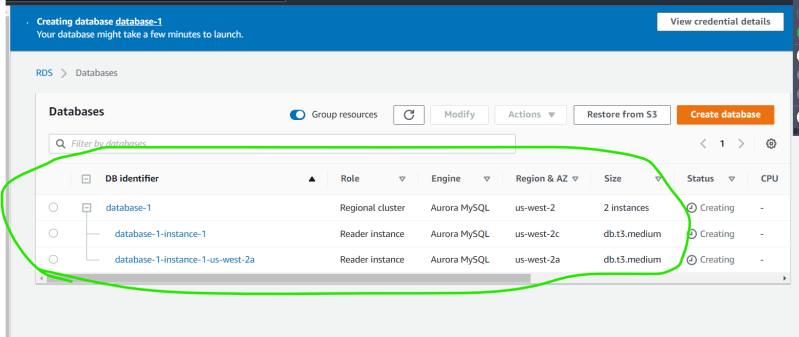 Creating database database-1
View credential details
Your database might take a few minutes to launch.
RDS > Databases
Databases
Group resources
Modify
Actions
Restore from S3
Create database
Filter by databases
1
DB identifier Role Engine Region & AZ Size Status CPU
database-1 Regional cluster Aurora MySQL us-west-2 2 instances Creating -
database-1-instance-1 Reader instance Aurora MySQL us-west-2c db.t3.medium Creating -
database-1-instance-1-us-west-2a Reader instance Aurora MySQL us-west-2a db.t3.medium Creating -